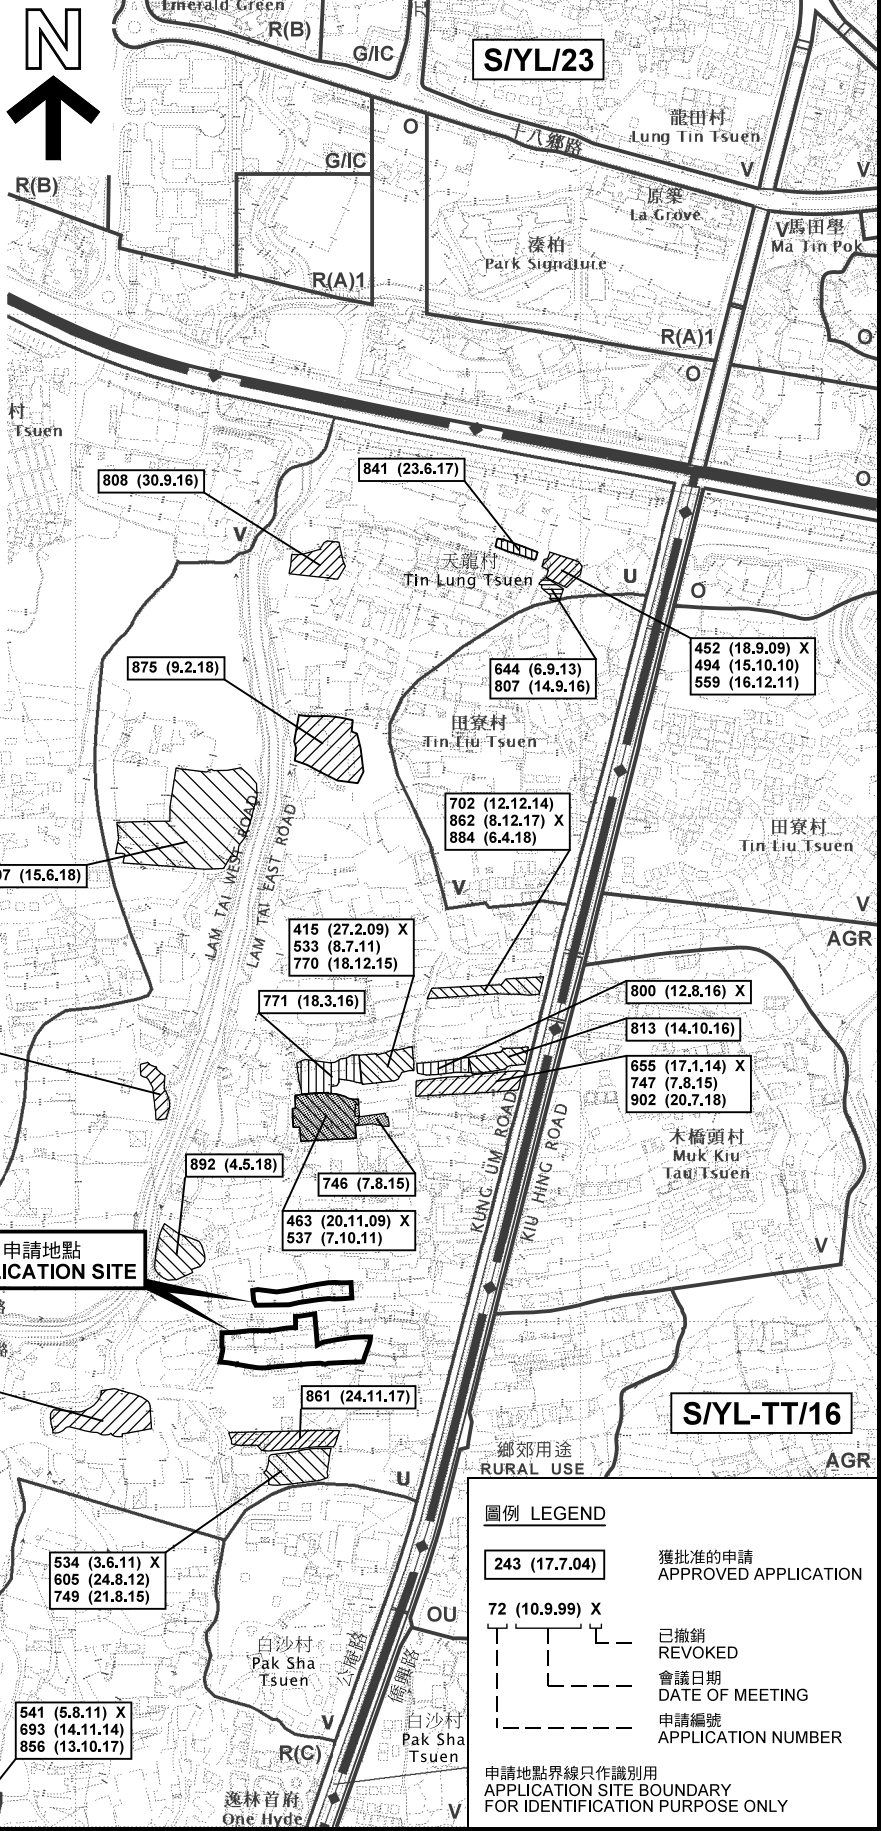 Emerald Green
R(B)
G/IC
N
S/YL/23
龍田村
Lung Tin Tsuen
O
十八鄉路
G/IC
V
V
R(B)
原築
La Grove
V
馬田壆
Ma Tin Pok
溱柏
Park Signature
R(A)1
R(A)1
O
O
村
Tsuen
O
808 (30.9.16)
841 (23.6.17)
V
天龍村
Tin Lung Tsuen
U
O
452 (18.9.09) X
494 (15.10.10)
559 (16.12.11)
644 (6.9.13)
807 (14.9.16)
875 (9.2.18)
田寮村
Tin Liu Tsuen
702 (12.12.14)
862 (8.12.17) X
884 (6.4.18)
田寮村
Tin Liu Tsuen
LAM TAI WEST ROAD
LAM TAI EAST ROAD
07 (15.6.18)
V
V
AGR
415 (27.2.09) X
533 (8.7.11)
770 (18.12.15)
771 (18.3.16)
800 (12.8.16) X
813 (14.10.16)
655 (17.1.14) X
747 (7.8.15)
902 (20.7.18)
KUNG UM ROAD
KIU HING ROAD
木橋頭村
Muk Kiu
Tau Tsuen
892 (4.5.18)
746 (7.8.15)
463 (20.11.09) X
537 (7.10.11)
V
申請地點
LICATION SITE
861 (24.11.17)
S/YL-TT/16
鄉郊用途
RURAL USE
AGR
U
534 (3.6.11) X
605 (24.8.12)
749 (21.8.15)
OU
白沙村
Pak Sha
Tsuen
公庵路
僑興路
541 (5.8.11) X
693 (14.11.14)
856 (13.10.17)
V
R(C)
白沙村
Pak Sha
Tsuen
逸林首府
One Hyde
V
圖例 LEGEND
243 (17.7.04)
獲批准的申請
APPROVED APPLICATION
72 (10.9.99) X
已撤銷
REVOKED
會議日期
DATE OF MEETING
申請編號
APPLICATION NUMBER
申請地點界線只作識別用
APPLICATION SITE BOUNDARY
FOR IDENTIFICATION PURPOSE ONLY